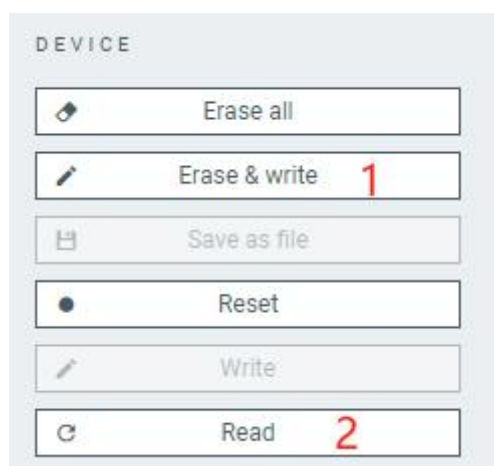 DEVICE
Erase all
Erase & write 1
Save as file
Reset
Write
Read 2